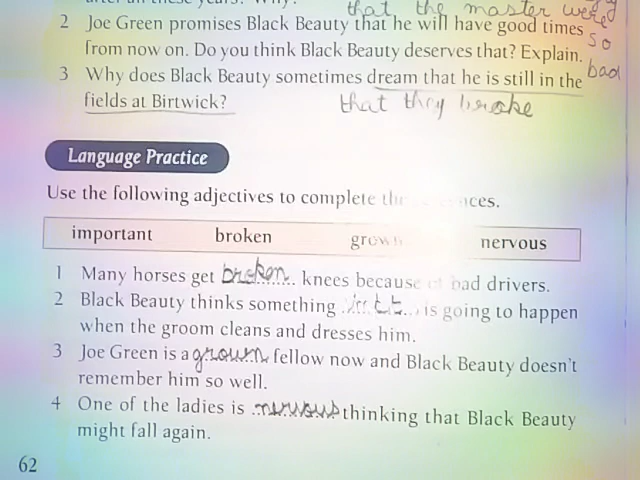 that the master were
2 Joe Green promises Black Beauty that he will have good times so
from now on. Do you think Black Beauty deserves that? Explain. bad
3 Why does Black Beauty sometimes dream that he is still in the
fields at Birtwick? that they broke
Language Practice
Use the following adjectives to complete
important broken grown nervous
1 Many horses get broken knees because of bad drivers.
2 Black Beauty thinks something is going to happen
when the groom cleans and dresses him.
3 Joe Green is a grown fellow now and Black Beauty doesn't
remember him so well.
4 One of the ladies is nervous thinking that Black Beauty
might fall again.
62